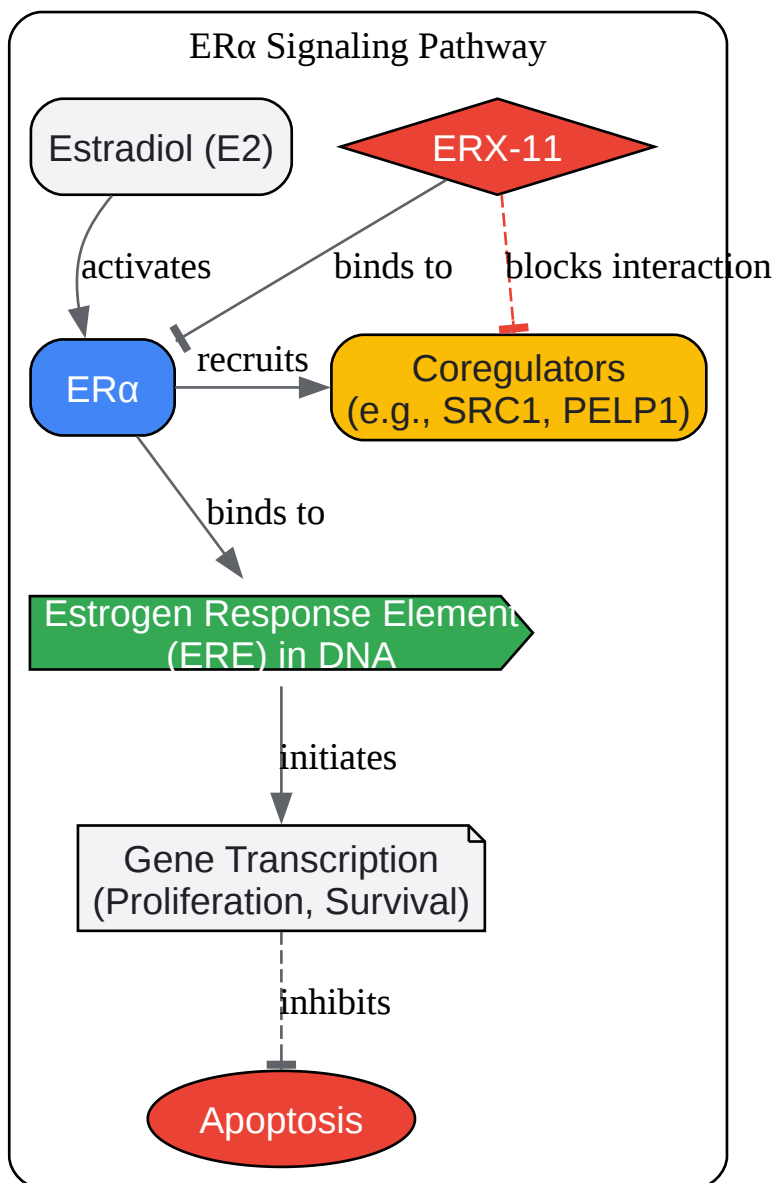 ERα Signaling Pathway
Estradiol (E2)
ERX-11
activates
binds to
blocks interaction
ERα
recruits
Coregulators
(e.g., SRC1, PELP1)
binds to
Estrogen Response Element
(ERE) in DNA
initiates
Gene Transcription
(Proliferation, Survival)
inhibits
Apoptosis